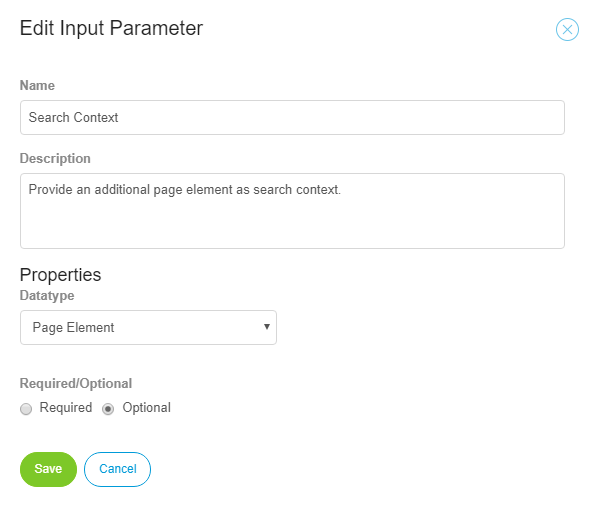 Edit Input Parameter
Name
Search Context
Description
Provide an additional page element as search context.
Properties
Datatype
Page Element
Required/Optional
Required Optional
Save Cancel